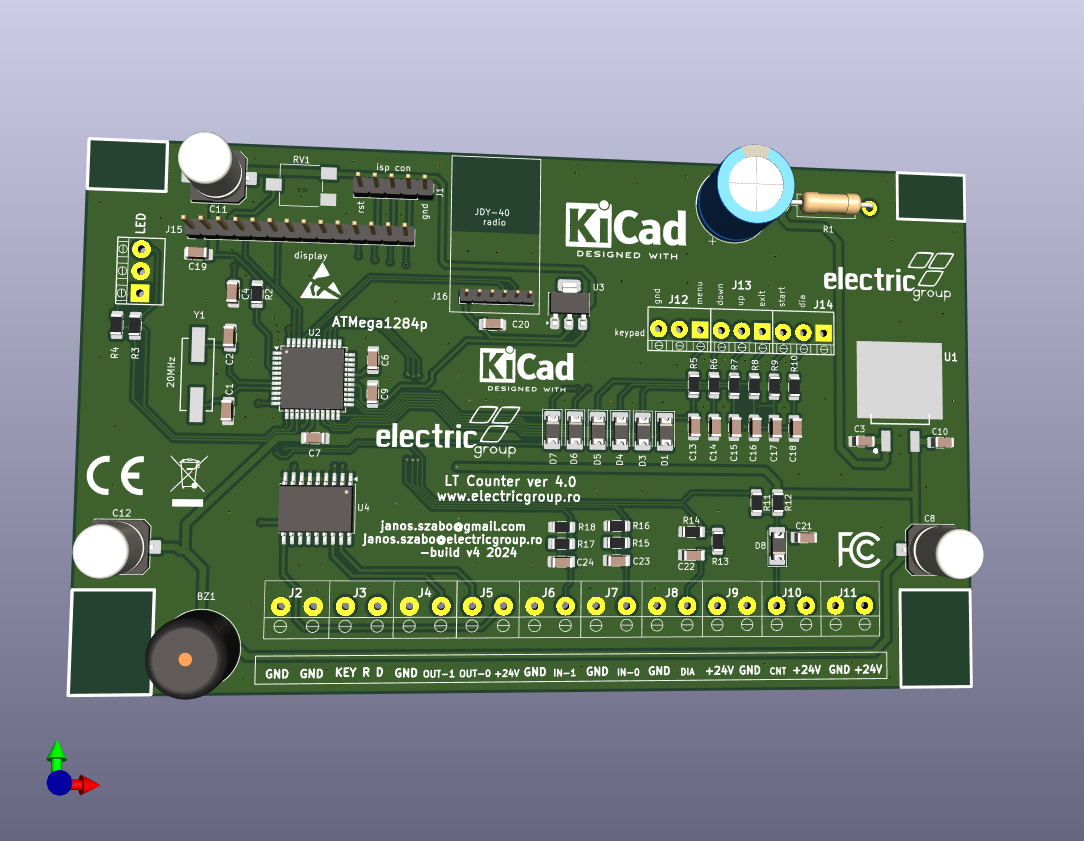 RV1
isp con
J1
rst
gnd
C11
JDY-40
radio
KiCad
DESIGNED WITH
+
R1
LED
J15
display
C19
C4
R2
J16
U3
C20
electric
group
gnd
J12
menu
down
J13
up
exit
start
dia
J14
keypad
Y1
20MHz
R4
R3
C2
C1
U2
ATMega1284p
C6
C9
C7
KiCad
DESIGNED WITH
electric
group
R5
R6
R7
R8
R9
R10
U1
C3
C10
D7
D6
D5
D4
D3
D1
C13
C14
C15
C16
C17
C18
CE
LT Counter ver 4.0
www.electricgroup.ro
U4
janos.szabo@gmail.com
janos.szabo@electricgroup.ro
-build v4 2024
C12
R18
R17
C24
R16
R15
C23
R14
R13
C22
R11
R12
D8
C21
FC
C8
BZ1
J2
J3
J4
J5
J6
J7
J8
J9
J10
J11
GND GND KEY R D GND OUT-1 OUT-0 +24V GND IN-1 GND IN-0 GND DIA +24V GND CNT +24V GND +24V